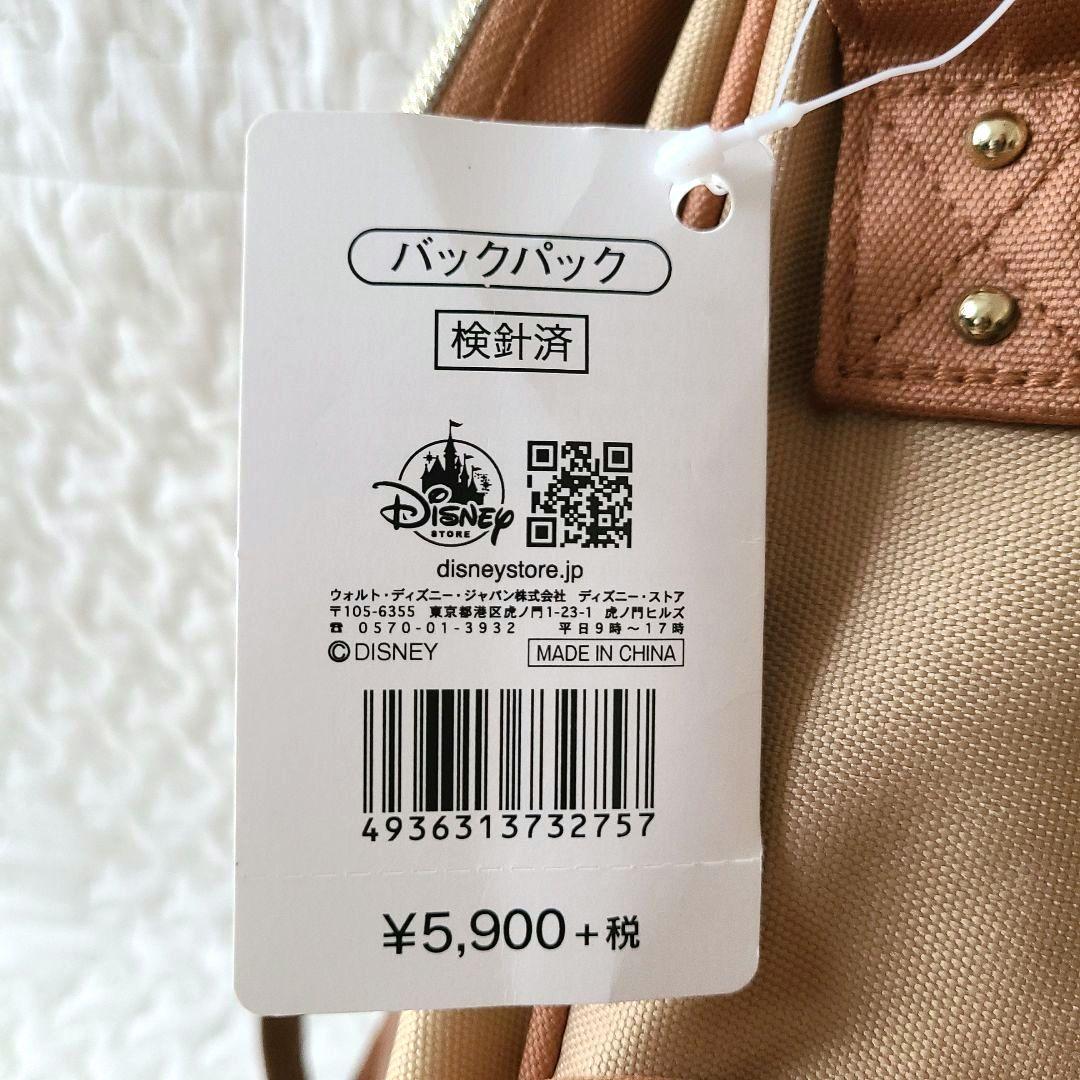 バックパック
検針済
Disney
STORE
disneystore.jp
ウォルト・ディズニー・ジャパン株式会社 ディズニー・ストア
〒105-6355 東京都港区虎ノ門1-23-1 虎ノ門ヒルズ
☎ 0570-01-3932 平日9時~17時
©DISNEY MADE IN CHINA
4936313732757
¥5,900+税